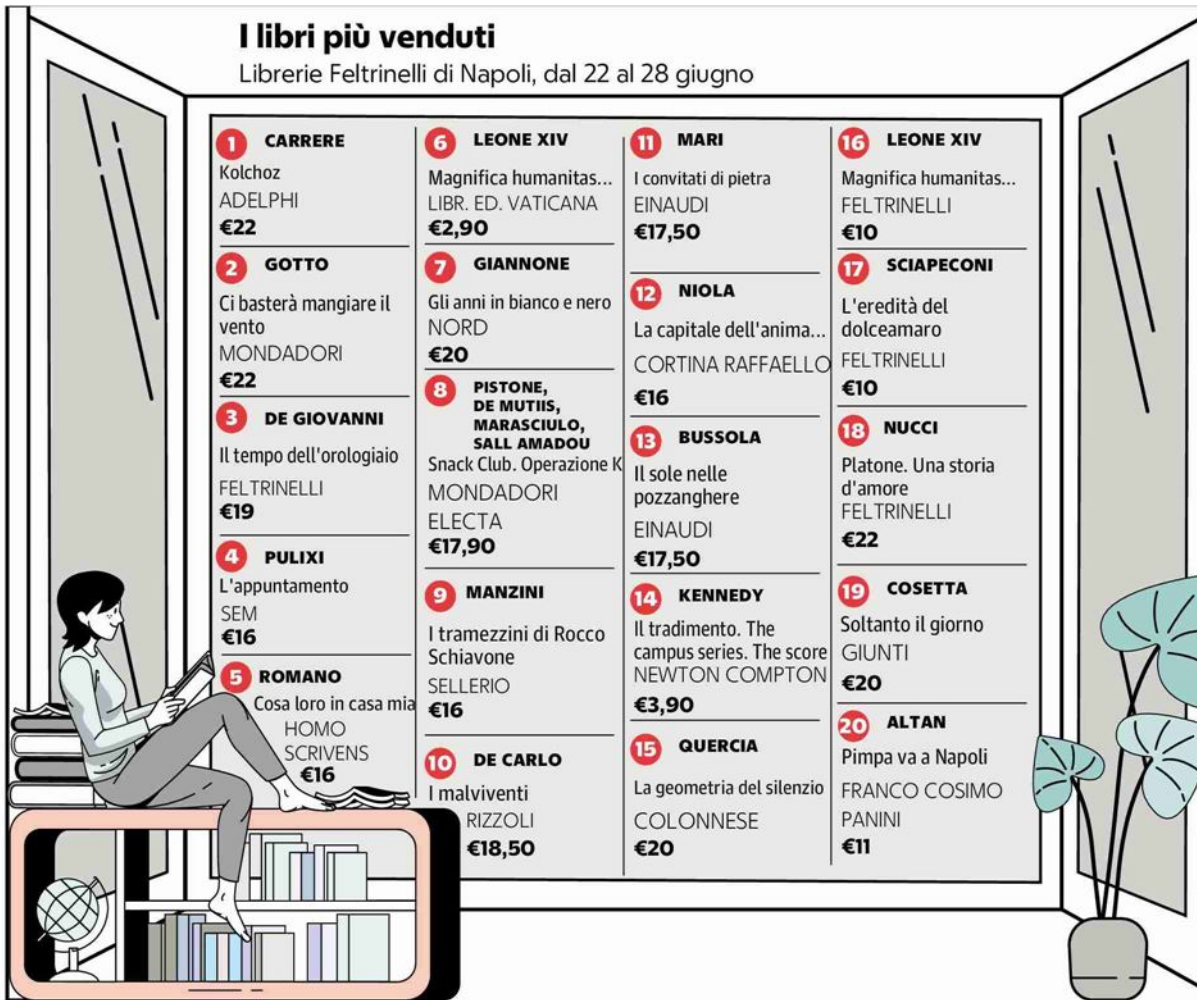 I libri più venduti
Librerie Feltrinelli di Napoli, dal 22 al 28 giugno
1 CARRERE
Kolchoz
ADELPHI
€22
2 GOTTO
Ci basterà mangiare il
vento
MONDADORI
€22
3 DE GIOVANNI
Il tempo dell'orologiaio
FELTRINELLI
€19
4 PULIXI
L'appuntamento
SEM
€16
5 ROMANO
Cosa loro in casa mia
HOMO
SCRIVENS
€16
6 LEONE XIV
Magnifica humanitas...
LIBR. ED. VATICANA
€2,90
7 GIANNONE
Gli anni in bianco e nero
NORD
€20
8 PISTONE,
DE MUTIIS,
MARASCIULO,
SALL AMADOU
Snack Club. Operazione K
MONDADORI
ELECTA
€17,90
9 MANZINI
I tramezzini di Rocco
Schiavone
SELLERIO
€16
10 DE CARLO
I malviventi
RIZZOLI
€18,50
11 MARI
I convitati di pietra
EINAUDI
€17,50
12 NIOLA
La capitale dell'anima...
CORTINA RAFFAELLO
€16
13 BUSSOLA
Il sole nelle
pozzanghere
EINAUDI
€17,50
14 KENNEDY
Il tradimento. The
campus series. The score
NEWTON COMPTON
€3,90
15 QUERCIA
La geometria del silenzio
COLONNESE
€20
16 LEONE XIV
Magnifica humanitas...
FELTRINELLI
€10
17 SCIAPECONI
L'eredità del
dolceamaro
FELTRINELLI
€10
18 NUCCI
Platone. Una storia
d'amore
FELTRINELLI
€22
19 COSETTA
Soltanto il giorno
GIUNTI
€20
20 ALTAN
Pimpa va a Napoli
FRANCO COSIMO
PANINI
€11